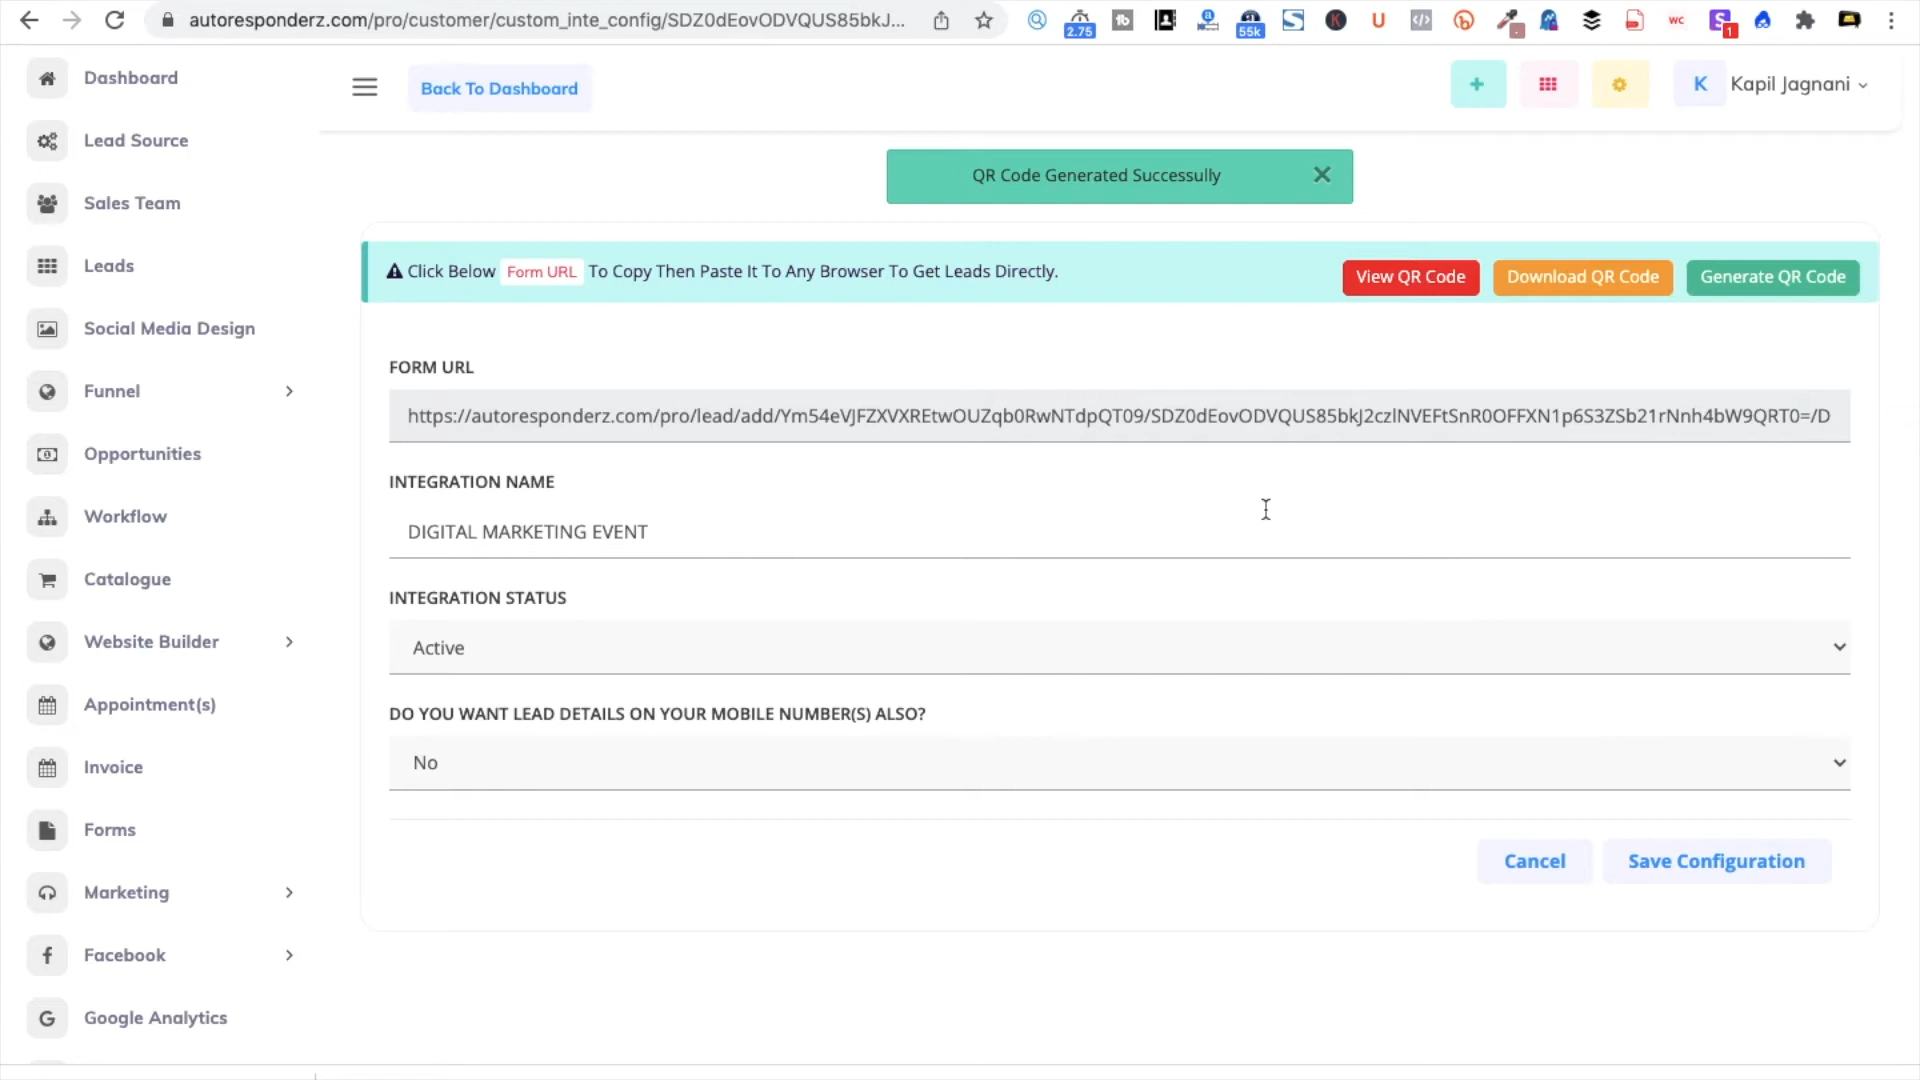 autoresponderz.com/pro/customer/custom_inte_config/SDZ0dEovODVQUS85bkJ...
2.75
55k
U
WC
1
Dashboard
Back To Dashboard
K
Kapil Jagnani
Lead Source
QR Code Generated Successully
Sales Team
Leads
Click Below Form URL To Copy Then Paste It To Any Browser To Get Leads Directly.
View QR Code
Download QR Code
Generate QR Code
Social Media Design
FORM URL
Funnel
https://autoresponderz.com/pro/lead/add/Ym54eVJFZXVXREtwOUZqb0RwNTdpQT09/SDZ0dEovODVQUS85bkJ2czlNVEFtSnR0OFFXN1p6S3ZSb21rNnh4bW9QRT0=/D
Opportunities
INTEGRATION NAME
Workflow
DIGITAL MARKETING EVENT
Catalogue
INTEGRATION STATUS
Website Builder
Active
Appointment(s)
DO YOU WANT LEAD DETAILS ON YOUR MOBILE NUMBER(S) ALSO?
Invoice
No
Forms
Cancel
Save Configuration
Marketing
Facebook
Google Analytics